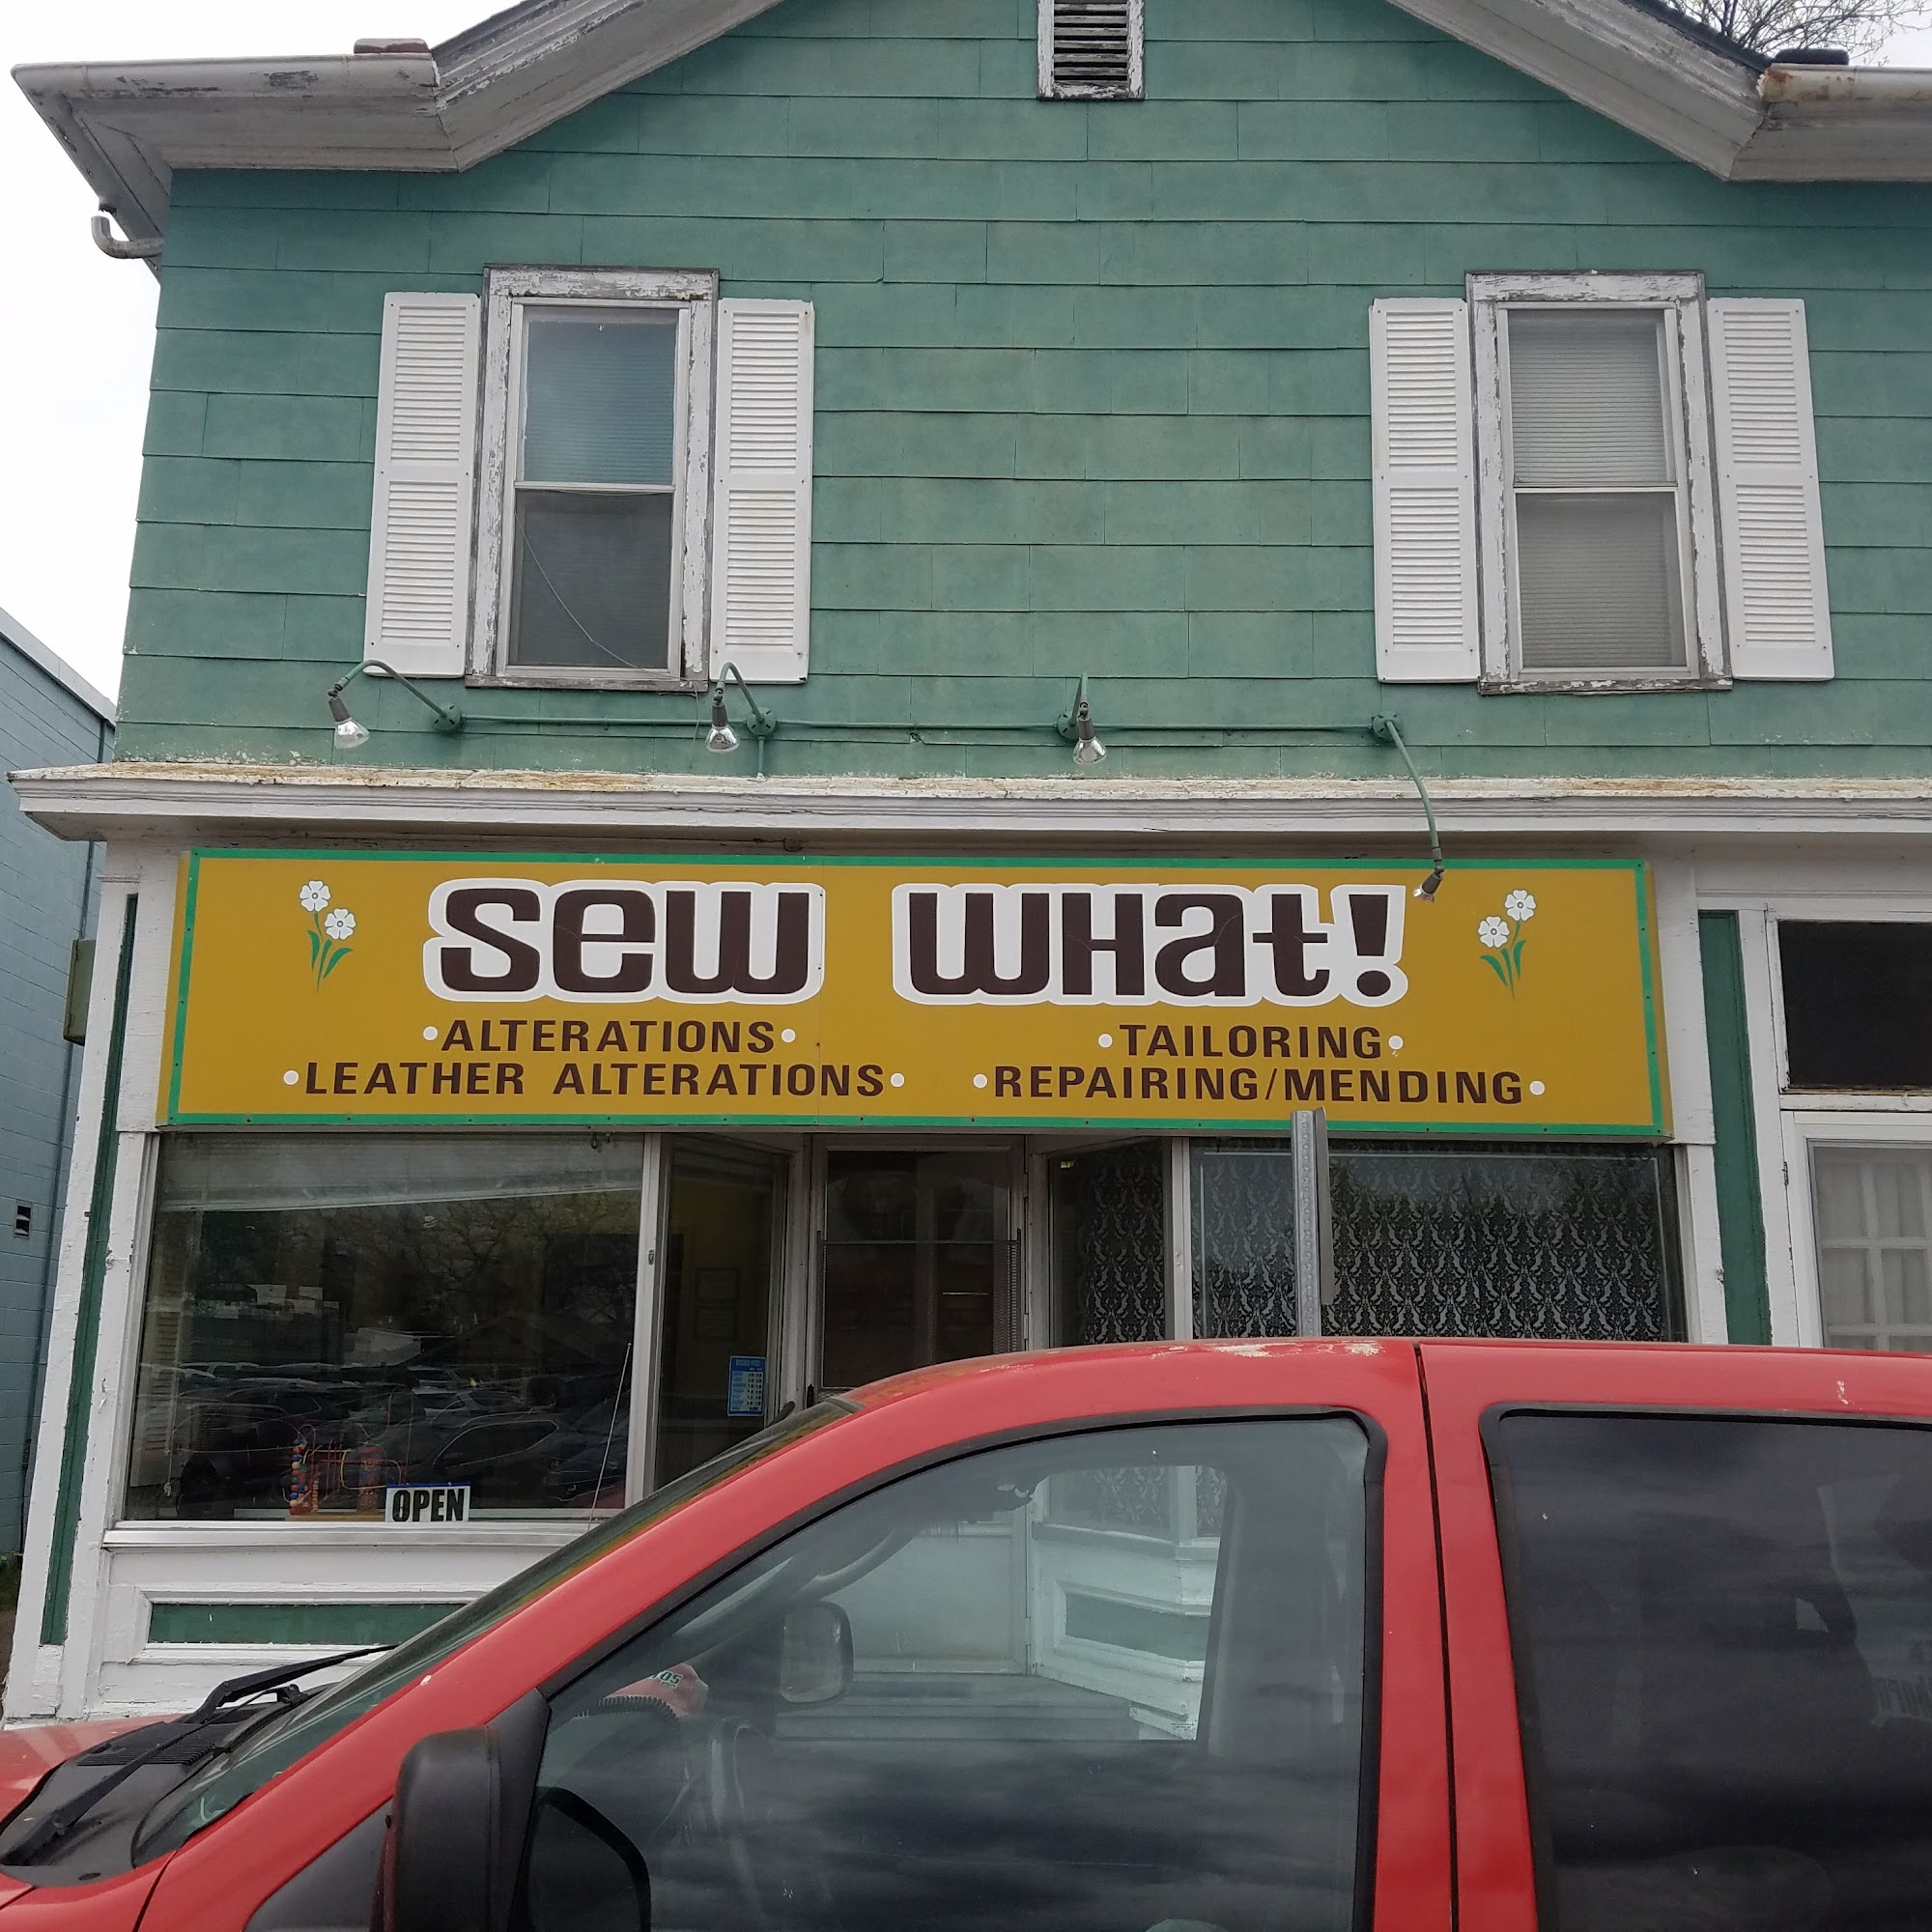 sew what!
•ALTERATIONS• •TAILORING•
•LEATHER ALTERATIONS• •REPAIRING/MENDING•
OPEN